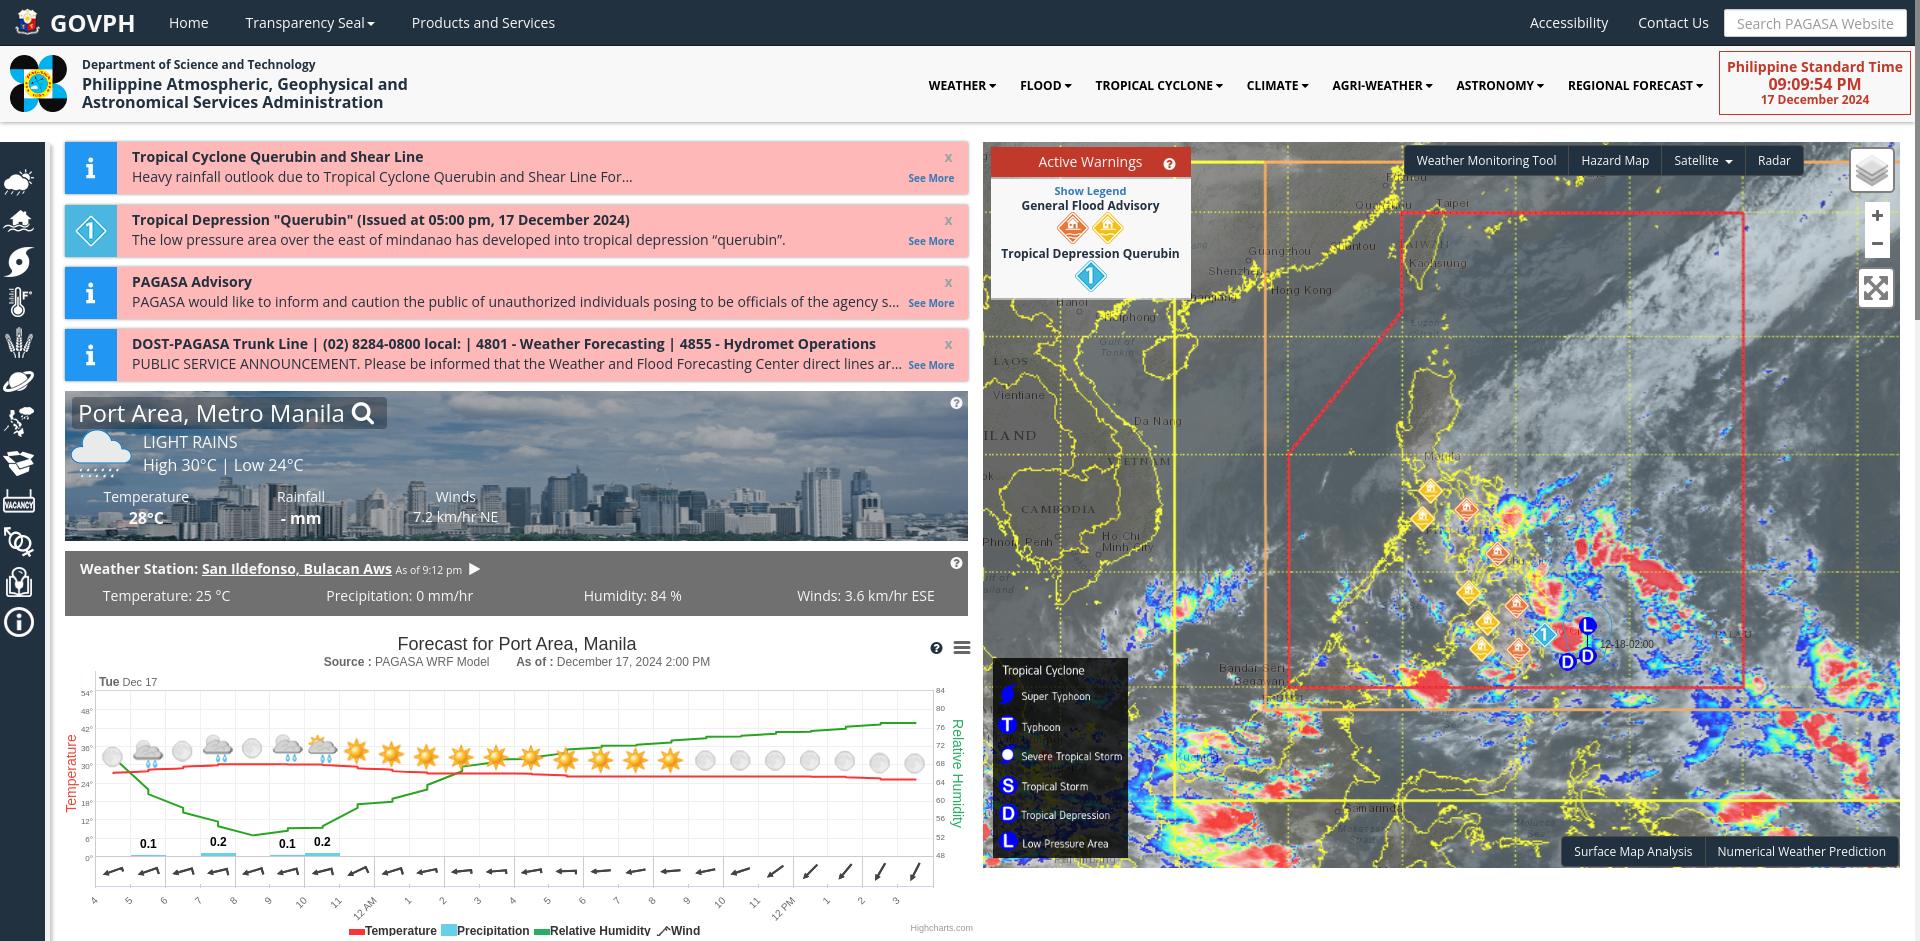 GOVPH
Home
Transparency Seal
Products and Services
Accessibility
Contact Us
Search PAGASA Website
Department of Science and Technology
Philippine Atmospheric, Geophysical and
Astronomical Services Administration
WEATHER
FLOOD
TROPICAL CYCLONE
CLIMATE
AGRI-WEATHER
ASTRONOMY
REGIONAL FORECAST
Philippine Standard Time
09:09:54 PM
17 December 2024
Tropical Cyclone Querubin and Shear Line
x
Heavy rainfall outlook due to Tropical Cyclone Querubin and Shear Line For...
See More
Tropical Depression "Querubin" (Issued at 05:00 pm, 17 December 2024)
x
The low pressure area over the east of mindanao has developed into tropical depression “querubin”.
See More
PAGASA Advisory
x
PAGASA would like to inform and caution the public of unauthorized individuals posing to be officials of the agency s...
See More
DOST-PAGASA Trunk Line | (02) 8284-0800 local: | 4801 - Weather Forecasting | 4855 - Hydromet Operations
x
PUBLIC SERVICE ANNOUNCEMENT. Please be informed that the Weather and Flood Forecasting Center direct lines ar...
See More
Port Area, Metro Manila
LIGHT RAINS
High 30°C | Low 24°C
Temperature
Rainfall
Winds
28°C
- mm
7.2 km/hr NE
VACANCY
Weather Station: San Ildefonso, Bulacan Aws As of 9:12 pm
Temperature: 25 °C
Precipitation: 0 mm/hr
Humidity: 84 %
Winds: 3.6 km/hr ESE
Forecast for Port Area, Manila
Source : PAGASA WRF Model As of : December 17, 2024 2:00 PM
Tue Dec 17
Temperature
54°
48°
42°
36°
30°
24°
18°
12°
6°
0°
0.1
0.2
0.1
0.2
84
80
76
72
68
64
60
56
52
48
Relative Humidity
4 5 6 7 8 9 10 11 12 AM 1 2 3 4 5 6 7 8 9 10 11 12 PM 1 2 3
Temperature Precipitation Relative Humidity Wind
Highcharts.com
Active Warnings
Show Legend
General Flood Advisory
Tropical Depression Querubin
1
Weather Monitoring Tool
Hazard Map
Satellite
Radar
+
−
Taipei
Guangzhou
Shantou
TAIWAN
Shenzhen
Kaohsiung
Hong Kong
Hanoi
Haiphong
Luzon
Gulf of
Tonkin
LAOS
Vientiane
Da Nang
VIETNAM
Manila
CAMBODIA
Phnom Penh
Ho Chi
Minh City
1
L
12-18-02:00
D
D
PALAU
Bandar Seri
Begawan
Kuching
Samarinda
Tropical Cyclone
Super Typhoon
T Typhoon
Severe Tropical Storm
S Tropical Storm
D Tropical Depression
L Low Pressure Area
Surface Map Analysis
Numerical Weather Prediction